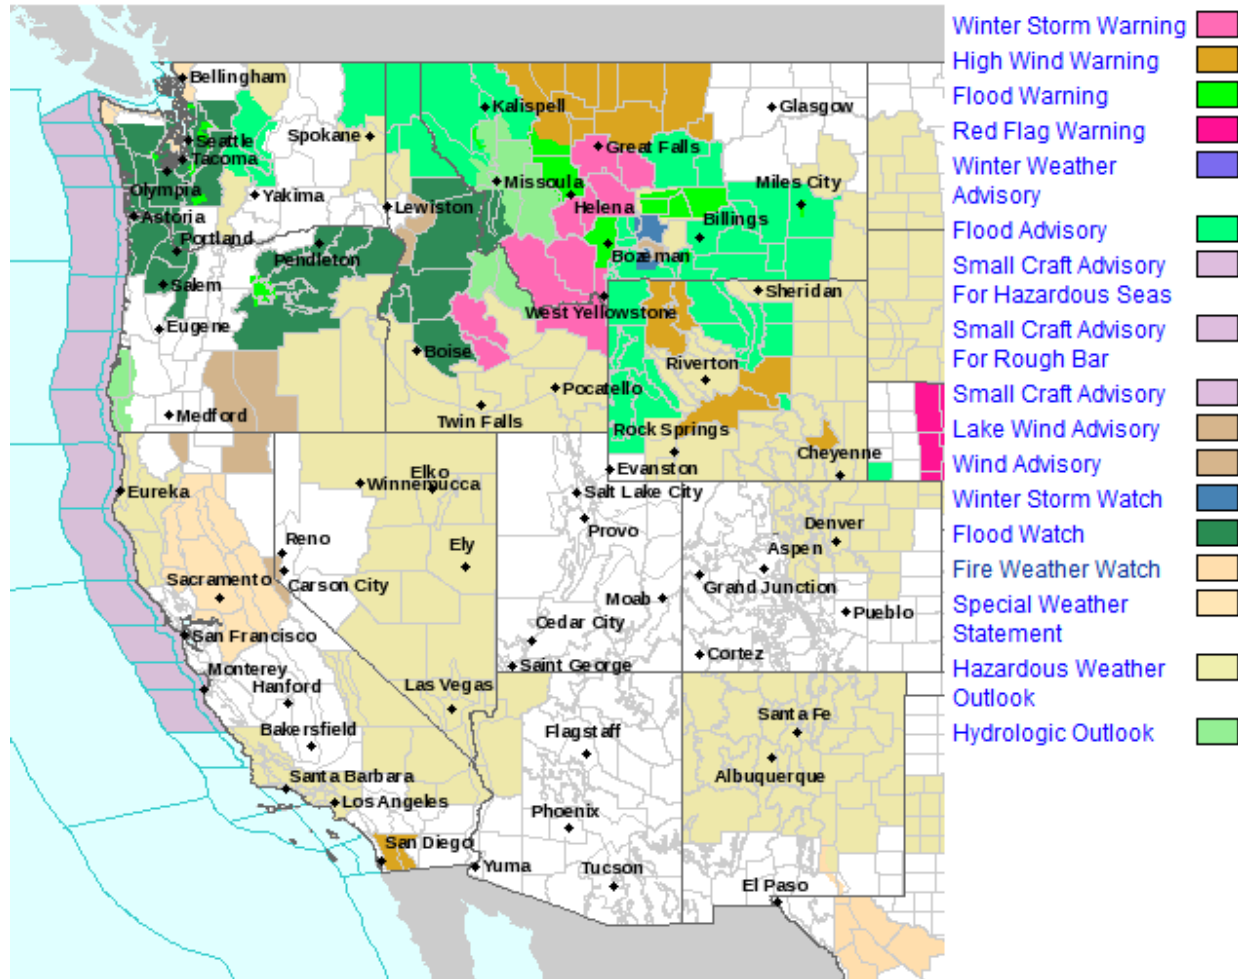 Bellingham
Seattle
Tacoma
Olympia
Spokane
Yakima
Astoria
Portland
Pendleton
Salem
Eugene
Medford
Lewiston
Kalispell
Missoula
Great Falls
Helena
Glasgow
Miles City
Billings
Bozeman
West Yellowstone
Boise
Pocatello
Twin Falls
Sheridan
Riverton
Rock Springs
Evanston
Cheyenne
Eureka
Winnemucca
Elko
Ely
Reno
Carson City
Sacramento
San Francisco
Monterey
Hanford
Bakersfield
Las Vegas
Santa Barbara
Los Angeles
San Diego
Salt Lake City
Provo
Moab
Cedar City
Saint George
Denver
Aspen
Grand Junction
Pueblo
Cortez
Flagstaff
Phoenix
Tucson
Yuma
Santa Fe
Albuquerque
El Paso
Winter Storm Warning
High Wind Warning
Flood Warning
Red Flag Warning
Winter Weather
Advisory
Flood Advisory
Small Craft Advisory
For Hazardous Seas
Small Craft Advisory
For Rough Bar
Small Craft Advisory
Lake Wind Advisory
Wind Advisory
Winter Storm Watch
Flood Watch
Fire Weather Watch
Special Weather
Statement
Hazardous Weather
Outlook
Hydrologic Outlook